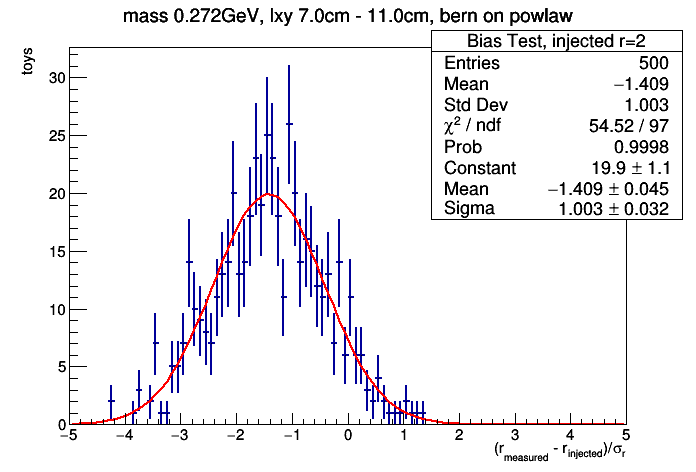 mass 0.272GeV, lxy 7.0cm - 11.0cm, bern on powlaw
Bias Test, injected r=2
Entries 500
Mean −1.409
Std Dev 1.003
χ² / ndf 54.52 / 97
Prob 0.9998
Constant 19.9 ± 1.1
Mean −1.409 ± 0.045
Sigma 1.003 ± 0.032
toys
30
25
20
15
10
5
0
−5 −4 −3 −2 −1 0 1 2 3 4 5
(r_measured - r_injected)/σ_r